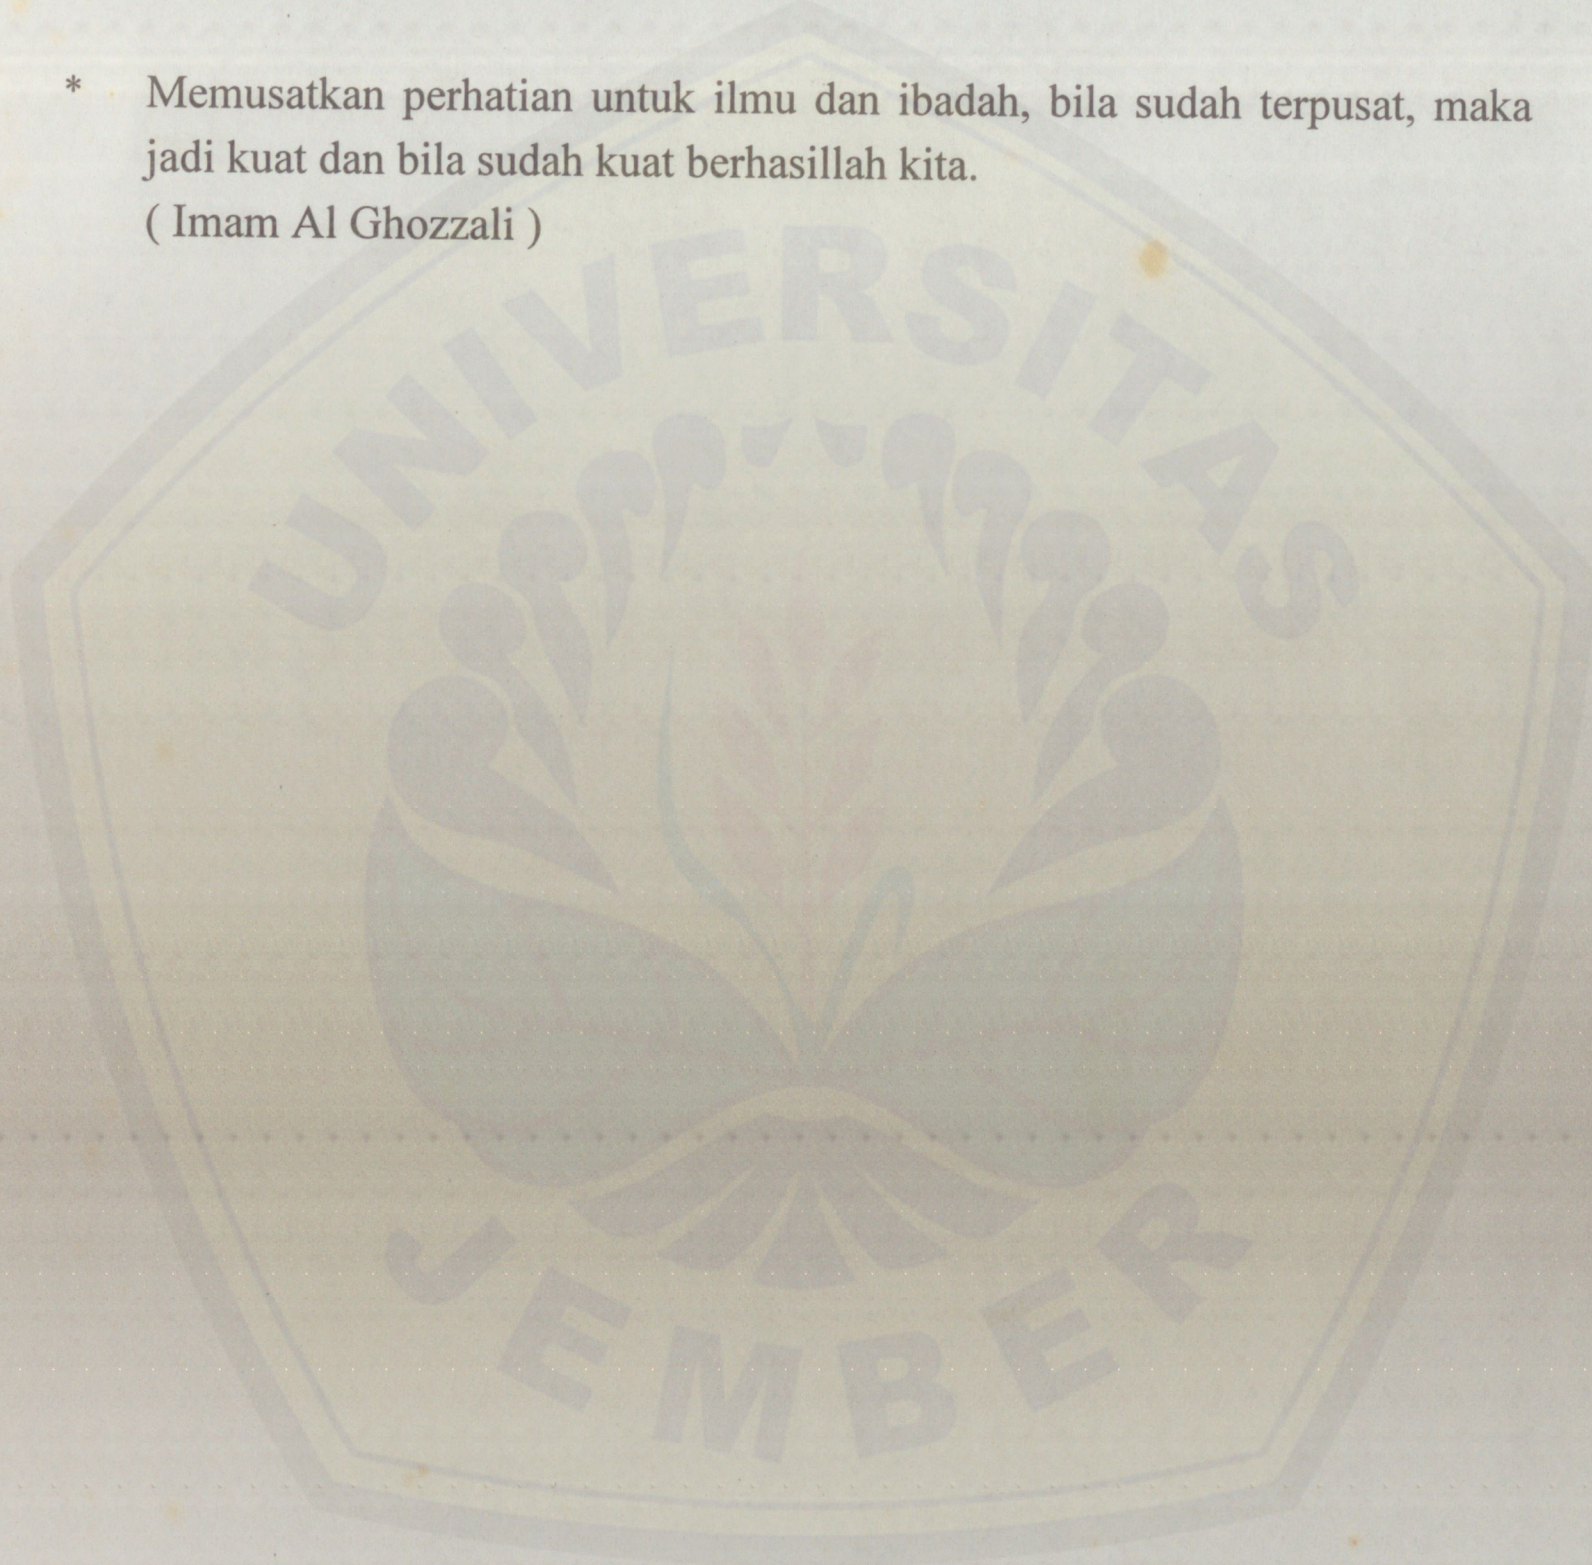 * Memusatkan perhatian untuk ilmu dan ibadah, bila sudah terpusat, maka
jadi kuat dan bila sudah kuat berhasillah kita.
( Imam Al Ghozzali )
UNIVERSITAS
JEMBER